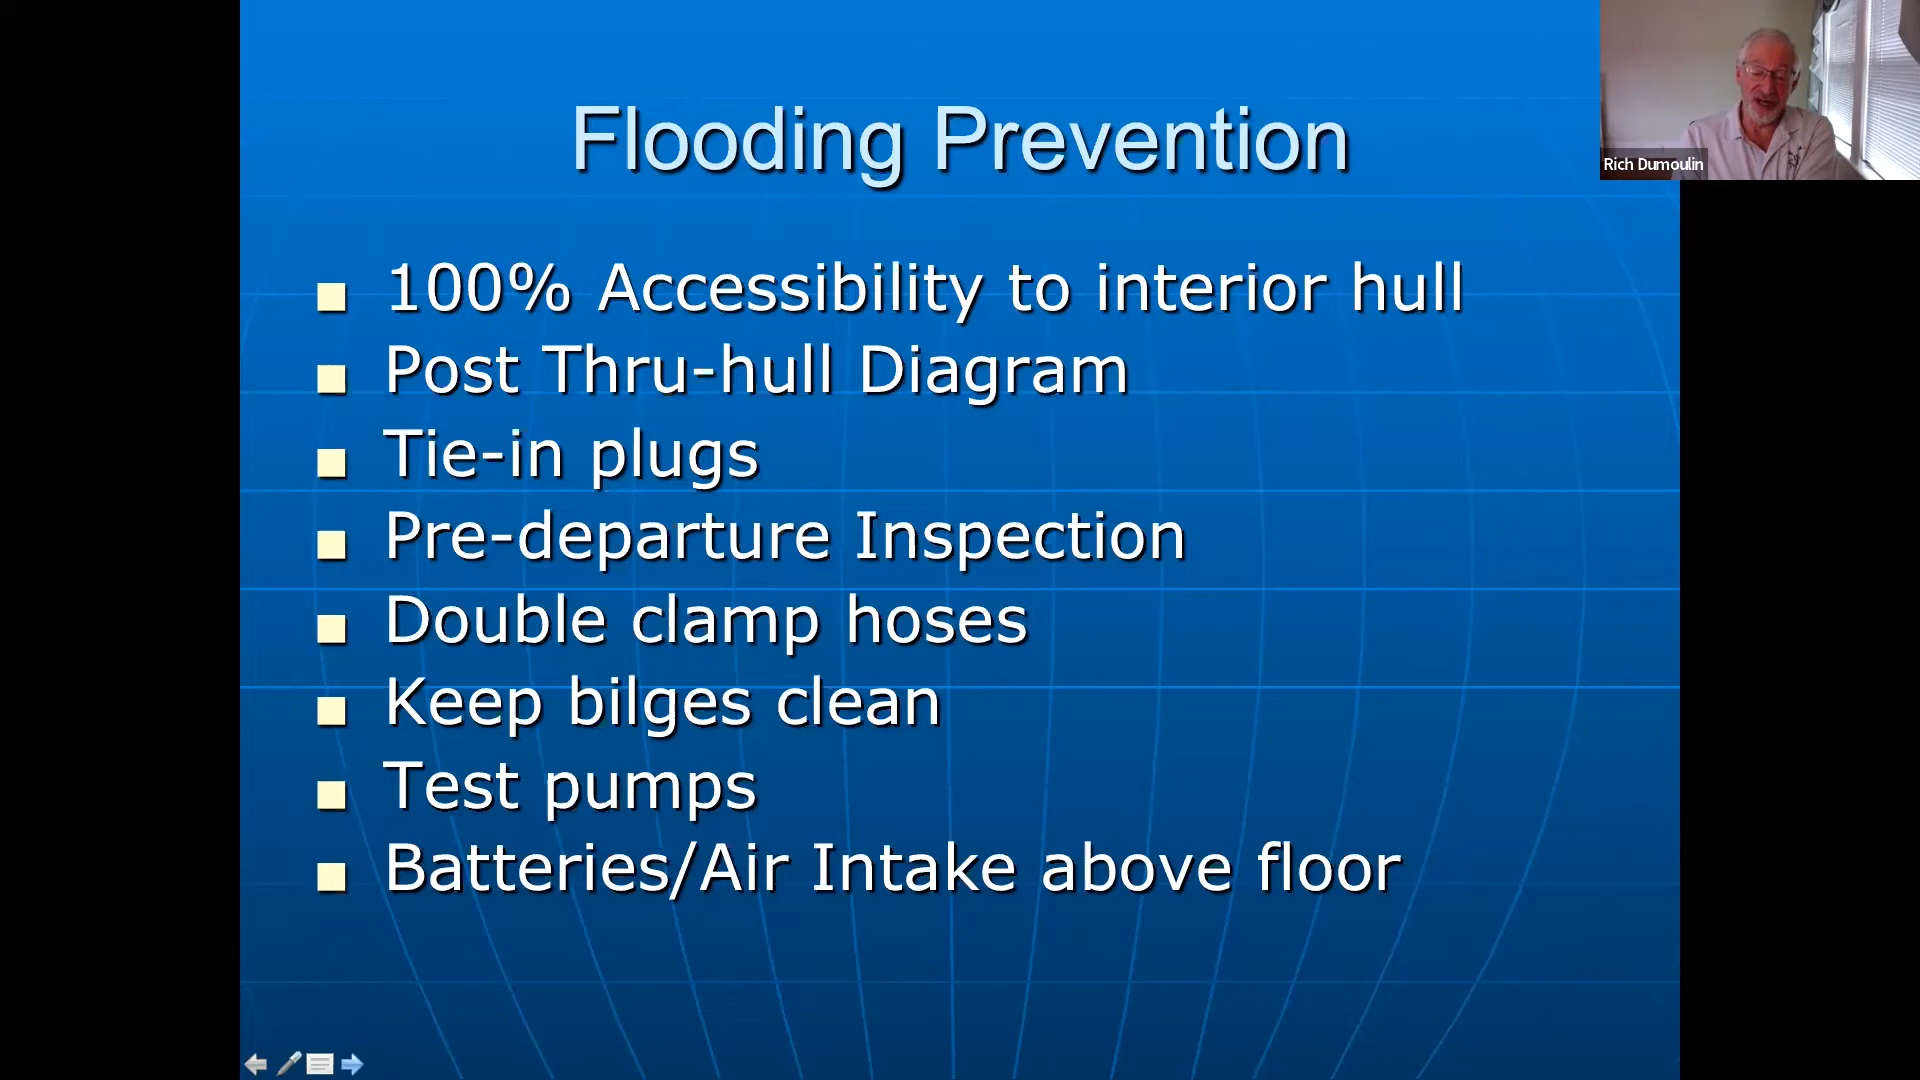 Flooding Prevention
Rich Dumoulin
100% Accessibility to interior hull
Post Thru-hull Diagram
Tie-in plugs
Pre-departure Inspection
Double clamp hoses
Keep bilges clean
Test pumps
Batteries/Air Intake above floor